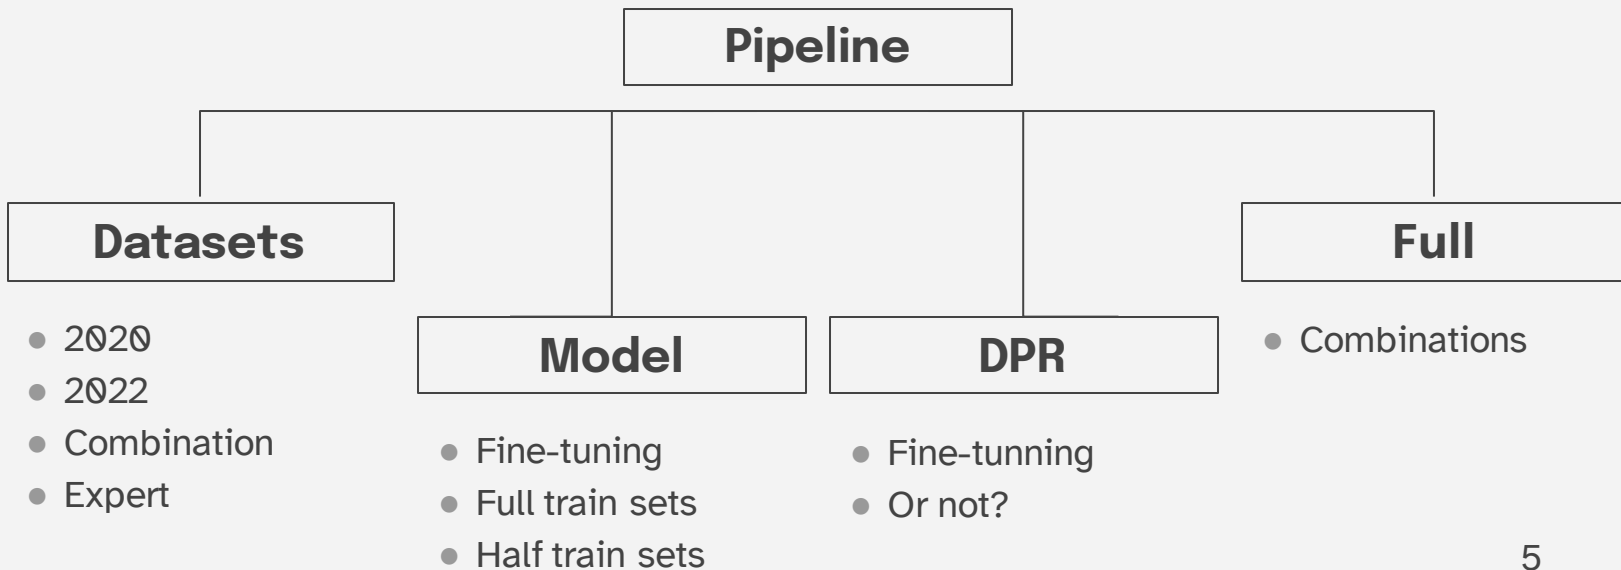 Pipeline
Datasets
2020
2022
Combination
Expert
Model
Fine-tuning
Full train sets
Half train sets
DPR
Fine-tunning
Or not?
Full
Combinations
5